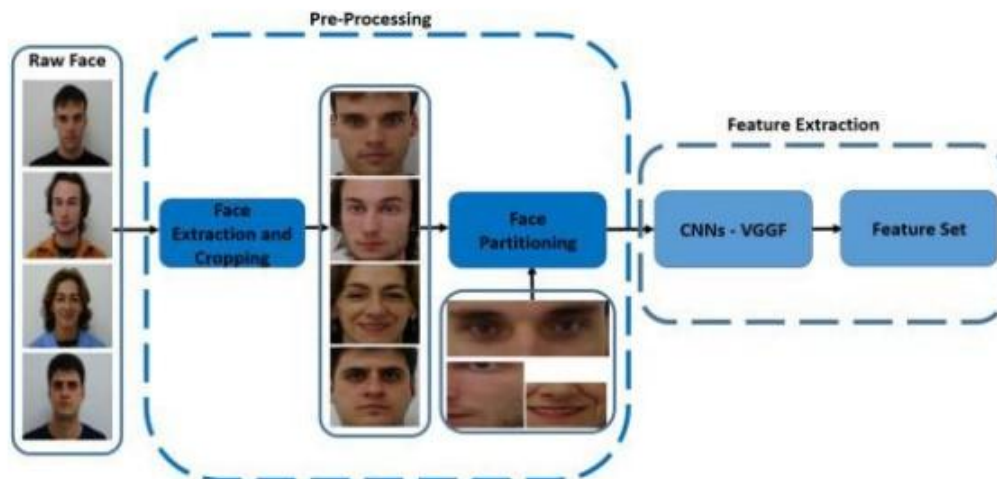 Pre-Processing
Raw Face
Feature Extraction
Face
Extraction and
Cropping
Face
Partitioning
CNNs - VGGF
Feature Set